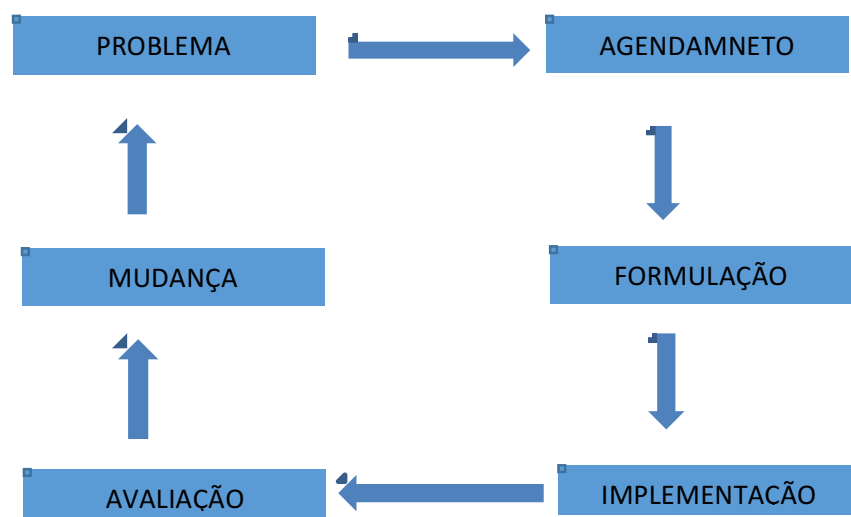 PROBLEMA
AGENDAMNETO
FORMULAÇÃO
IMPLEMENTACÃO
AVALIAÇÃO
MUDANÇA